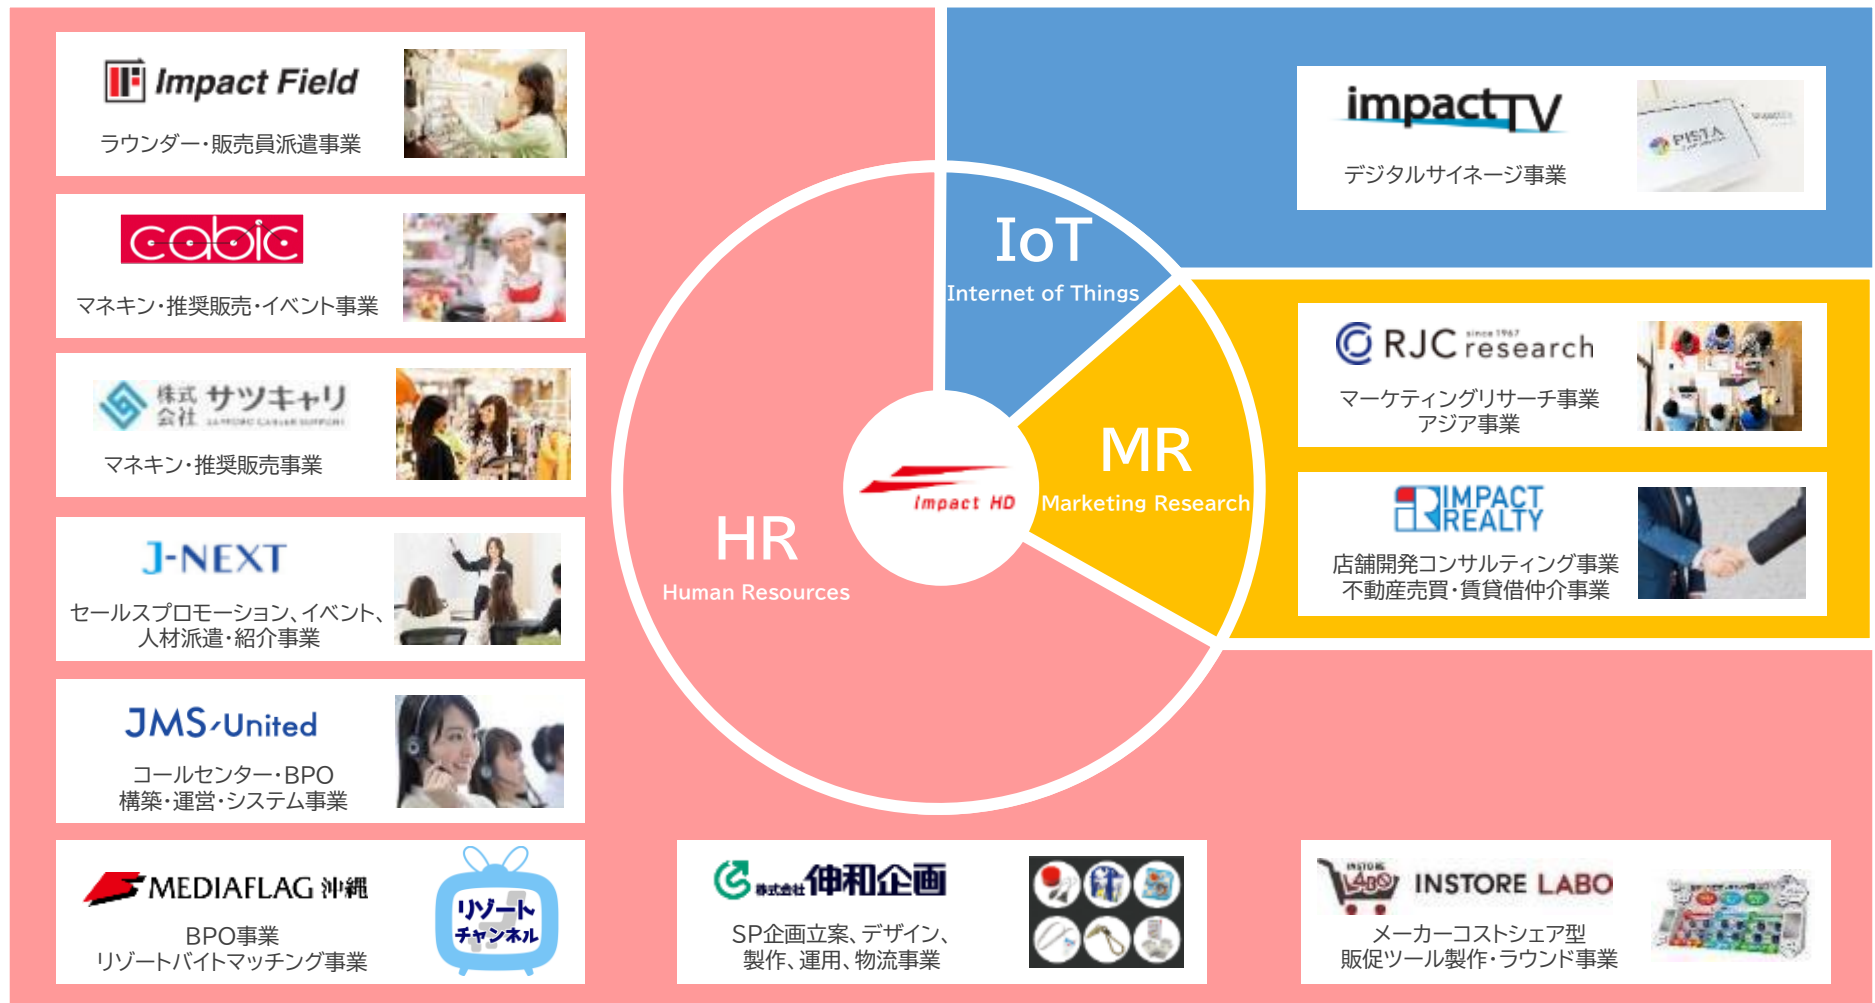 Impact Field
ラウンダー・販売員派遣事業
cabic
マネキン・推奨販売・イベント事業
株式会社 サツキャリ
SAPPORO CAREER SUPPORT
マネキン・推奨販売事業
J-NEXT
セールスプロモーション、イベント、
人材派遣・紹介事業
JMS United
コールセンター・BPO
構築・運営・システム事業
MEDIAFLAG 沖縄
BPO事業
リゾートバイトマッチング事業
リゾート
チャンネル
IoT
Internet of Things
MR
Marketing Research
HR
Human Resources
Impact HD
impactTV
デジタルサイネージ事業
PISTA
RJC research
since 1967
マーケティングリサーチ事業
アジア事業
IMPACT
REALTY
店舗開発コンサルティング事業
不動産売買・賃貸借仲介事業
株式会社 伸和企画
SP企画立案、デザイン、
製作、運用、物流事業
INSTORE
LABO
INSTORE LABO
メーカーコストシェア型
販促ツール製作・ラウンド事業